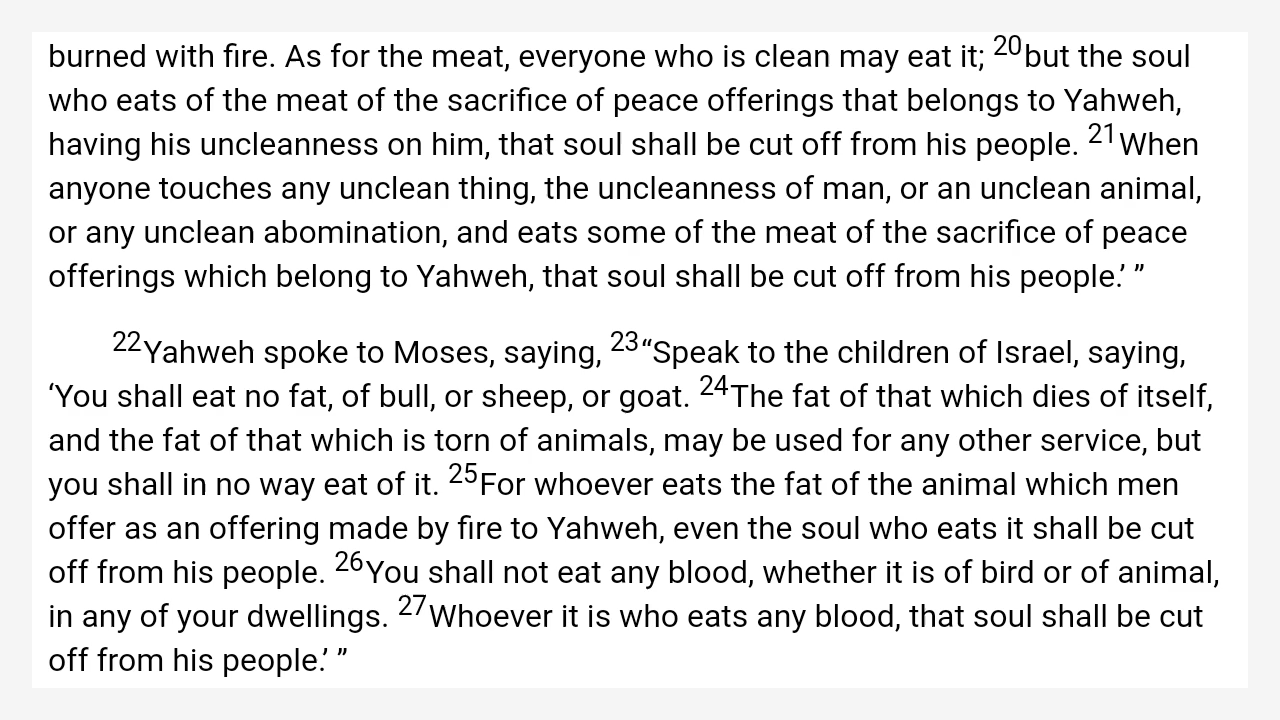 burned with fire. As for the meat, everyone who is clean may eat it; 20but the soul
who eats of the meat of the sacrifice of peace offerings that belongs to Yahweh,
having his uncleanness on him, that soul shall be cut off from his people. 21When
anyone touches any unclean thing, the uncleanness of man, or an unclean animal,
or any unclean abomination, and eats some of the meat of the sacrifice of peace
offerings which belong to Yahweh, that soul shall be cut off from his people.’ ”
22Yahweh spoke to Moses, saying, 23“Speak to the children of Israel, saying,
‘You shall eat no fat, of bull, or sheep, or goat. 24The fat of that which dies of itself,
and the fat of that which is torn of animals, may be used for any other service, but
you shall in no way eat of it. 25For whoever eats the fat of the animal which men
offer as an offering made by fire to Yahweh, even the soul who eats it shall be cut
off from his people. 26You shall not eat any blood, whether it is of bird or of animal,
in any of your dwellings. 27Whoever it is who eats any blood, that soul shall be cut
off from his people.’ ”